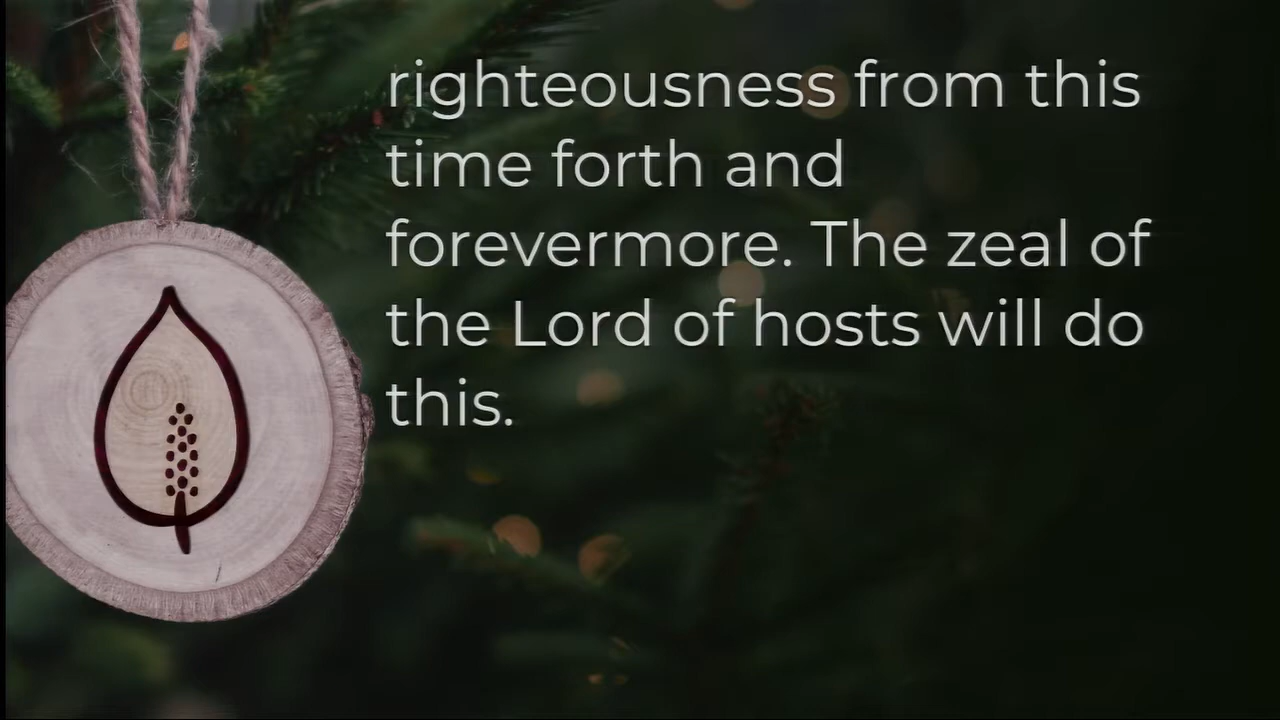 righteousness from this
time forth and
forevermore. The zeal of
the Lord of hosts will do
this.